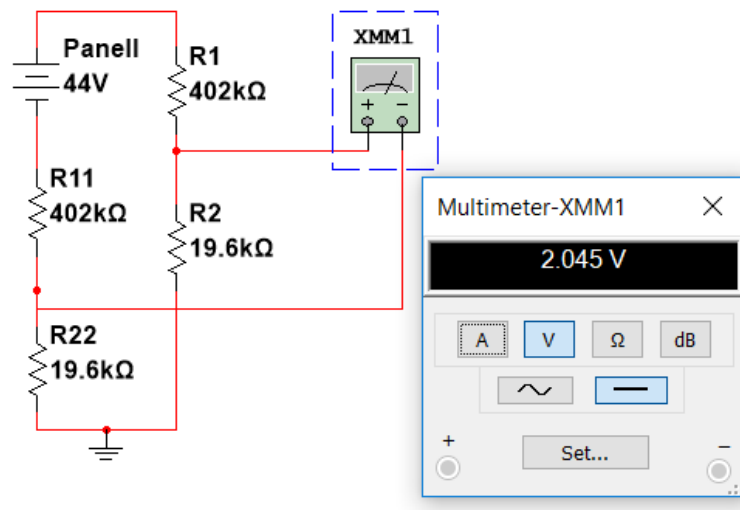 Panell
44V
R1
402kΩ
XMM1
+ −
R11
402kΩ
R2
19.6kΩ
R22
19.6kΩ
Multimeter-XMM1
2.045 V
A V Ω dB
+ Set... −